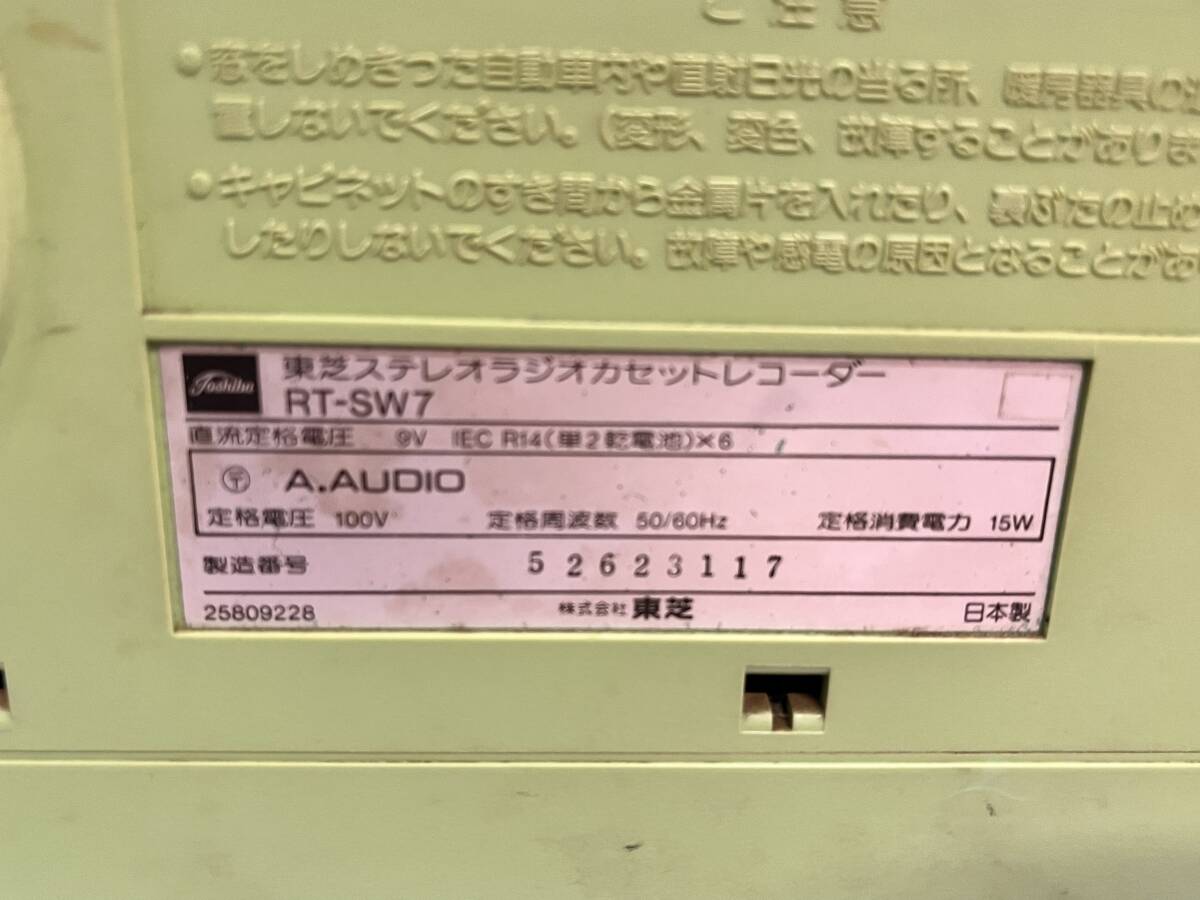 ご注意
●窓をしめきった自動車内や直射日光の当る所、暖房器具の
置しないでください。(変形、変色、故障することがありま
●キャビネットのすき間から金属片を入れたり、裏ぶたの止め
したりしないでください。故障や感電の原因となることがあ
Toshiba 東芝ステレオラジオカセットレコーダー
RT-SW7
直流定格電圧 9V IEC R14(単2乾電池)×6
〒 A.AUDIO
定格電圧 100V 定格周波数 50/60Hz 定格消費電力 15W
製造番号 52623117
25809228 株式会社 東芝 日本製